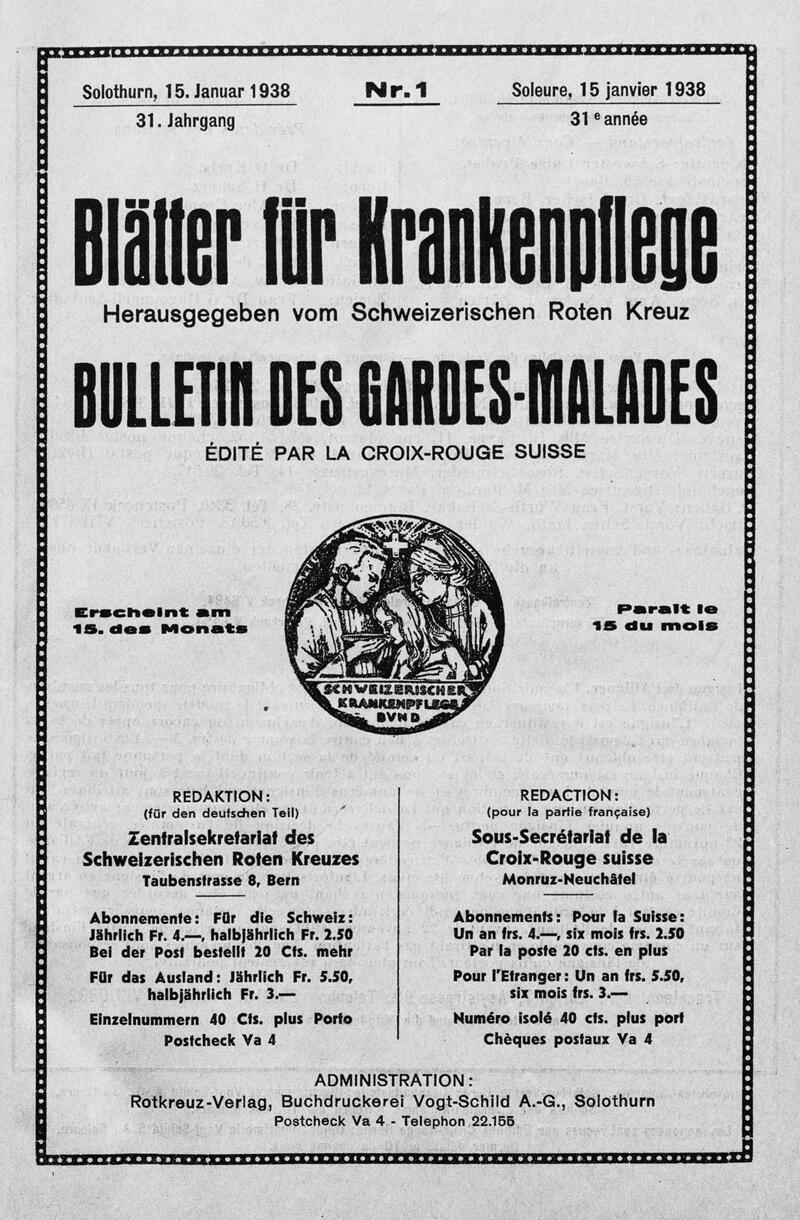 Solothurn, 15. Januar 1938
31. Jahrgang
Nr. 1
Soleure, 15 janvier 1938
31e année
Blätter für Krankenpflege
Herausgegeben vom Schweizerischen Roten Kreuz
BULLETIN DES GARDES-MALADES
ÉDITÉ PAR LA CROIX-ROUGE SUISSE
Erscheint am
15. des Monats
SCHWEIZERISCHER
KRANKENPFLEGE
BVND
Parait le
15 du mois
REDAKTION:
(für den deutschen Teil)
Zentralsekretariat des
Schweizerischen Roten Kreuzes
Taubenstrasse 8, Bern
Abonnemente: Für die Schweiz:
Jährlich Fr. 4.—, halbjährlich Fr. 2.50
Bei der Post bestellt 20 Cts. mehr
Für das Ausland: Jährlich Fr. 5.50,
halbjährlich Fr. 3.—
Einzelnummern 40 Cts. plus Porto
Postcheck Va 4
REDACTION:
(pour la partie française)
Sous-Secrétariat de la
Croix-Rouge suisse
Monruz-Neuchâtel
Abonnements: Pour la Suisse:
Un an frs. 4.—, six mois frs. 2.50
Par la poste 20 cts. en plus
Pour l'Etranger: Un an frs. 5.50,
six mois frs. 3.—
Numéro isolé 40 cts. plus port
Chèques postaux Va 4
ADMINISTRATION:
Rotkreuz-Verlag, Buchdruckerei Vogt-Schild A.-G., Solothurn
Postcheck Va 4 - Telephon 22.155